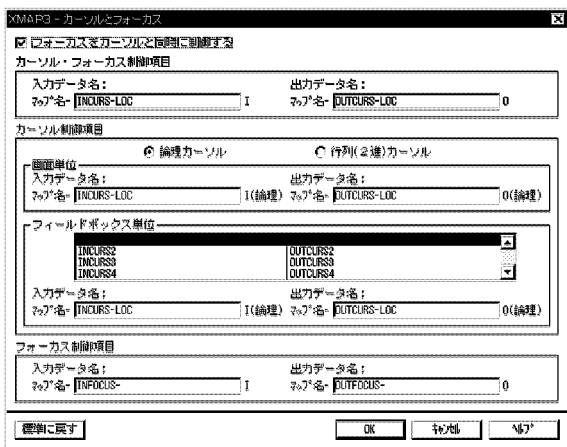 XMAP3 - カーソルとフォーカス
フォーカスをカーソルと同時に制御する
カーソル・フォーカス制御項目
入力データ名: 出力データ名:
マップ名- INCURS-LOC I マップ名- OUTCURS-LOC O
カーソル制御項目
論理カーソル 行列(2進)カーソル
画面単位
入力データ名: 出力データ名:
マップ名- INCURS-LOC I(論理) マップ名- OUTCURS-LOC O(論理)
フィールドボックス単位
INCURS2 OUTCURS2
INCURS3 OUTCURS3
INCURS4 OUTCURS4
入力データ名: 出力データ名:
マップ名- INCURS-LOC I(論理) マップ名- OUTCURS-LOC O(論理)
フォーカス制御項目
入力データ名: 出力データ名:
マップ名- INFOCUS- I マップ名- OUTFOCUS- O
標準に戻す OK キャンセル ヘルプ